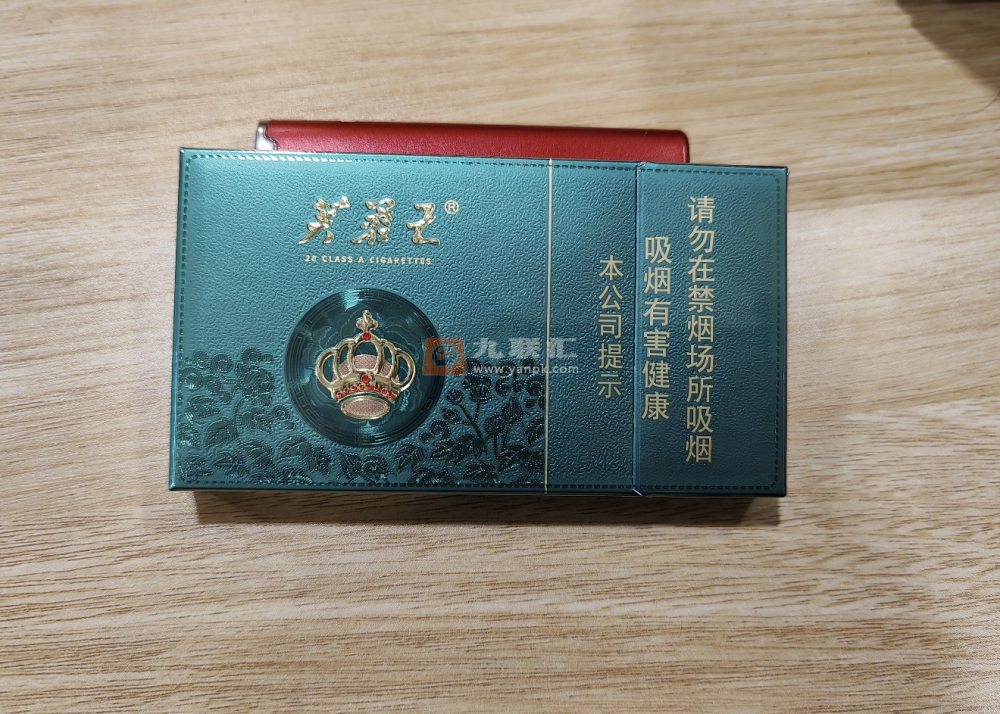 芙蓉王®
20 CLASS A CIGARETTES
本公司提示
吸烟有害健康
请勿在禁烟场所吸烟
九联汇
www.yanpk.com